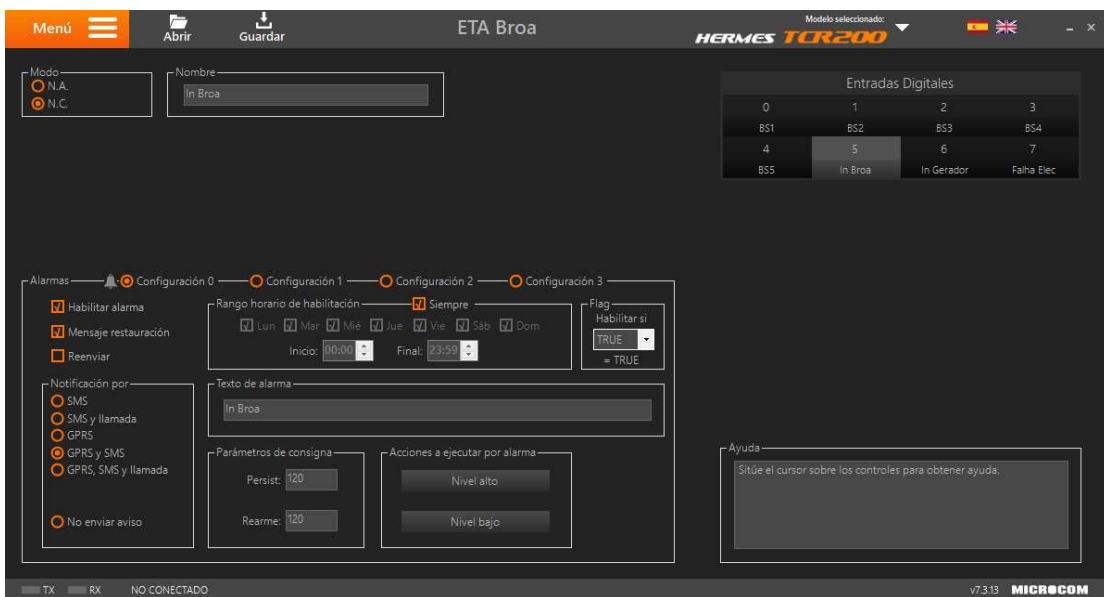 Menú
Abrir
Guardar
ETA Broa
Modelo seleccionado:
HERMES TCR200
Modo
N.A.
N.C.
Nombre
In Broa
Entradas Digitales
0 1 2 3
BS1 BS2 BS3 BS4
4 5 6 7
BS5 In Broa In Gerador Falha Elec
Alarmas Configuración 0 Configuración 1 Configuración 2 Configuración 3
Habilitar alarma
Mensaje restauración
Reenviar
Rango horario de habilitación Siempre
Lun Mar Mié Jue Vie Sáb Dom
Inicio: 00:00 Final: 23:59
Flag
Habilitar si
TRUE
= TRUE
Notificación por
SMS
SMS y llamada
GPRS
GPRS y SMS
GPRS, SMS y llamada
No enviar aviso
Texto de alarma
In Broa
Parámetros de consigna
Persist: 120
Rearme: 120
Acciones a ejecutar por alarma
Nivel alto
Nivel bajo
Ayuda
Sitúe el cursor sobre los controles para obtener ayuda.
TX RX NO CONECTADO
v7.3.13 MICROCOM